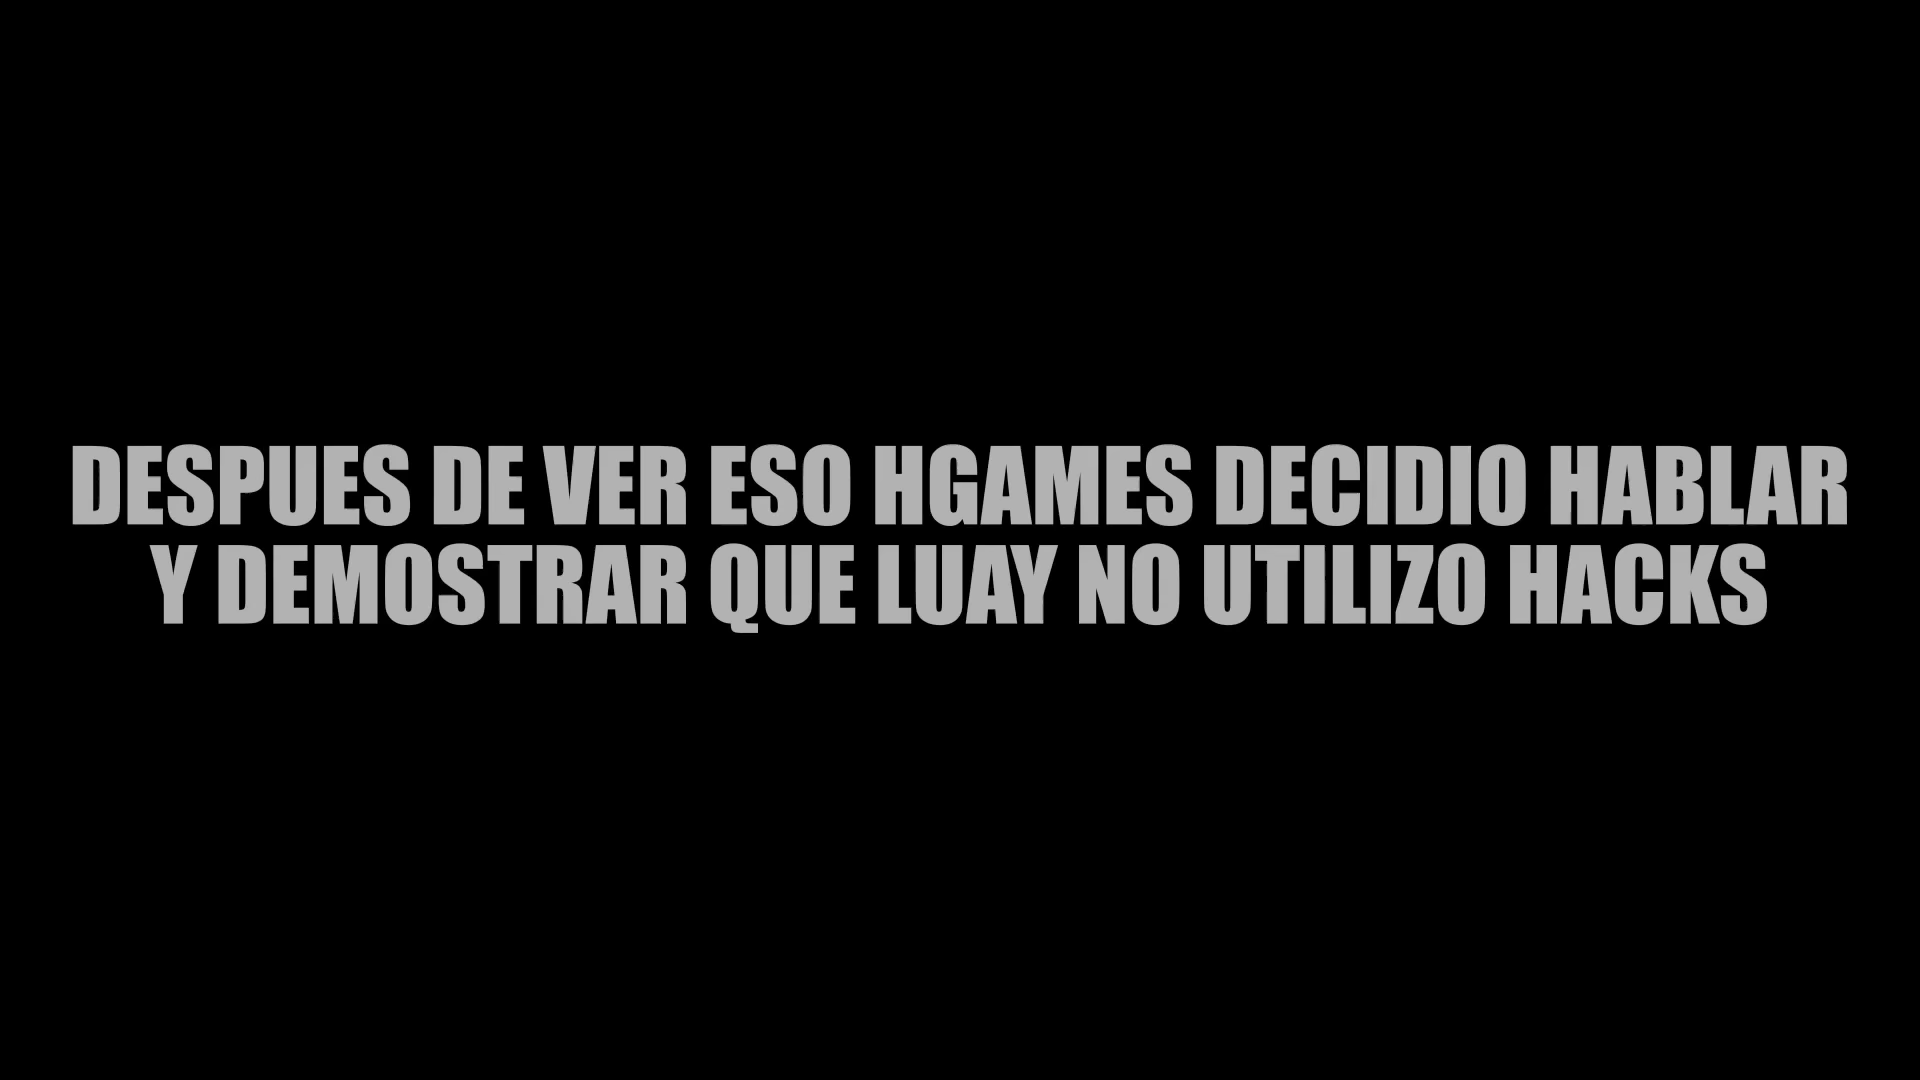 DESPUES DE VER ESO HGAMES DECIDIO HABLAR
Y DEMOSTRAR QUE LUAY NO UTILIZO HACKS